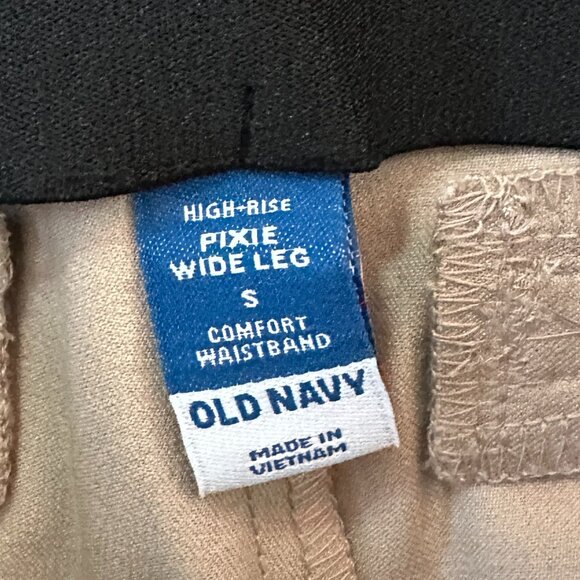 HIGH-RISE
PIXIE
WIDE LEG
S
COMFORT
WAISTBAND
OLD NAVY
MADE IN
VIETNAM